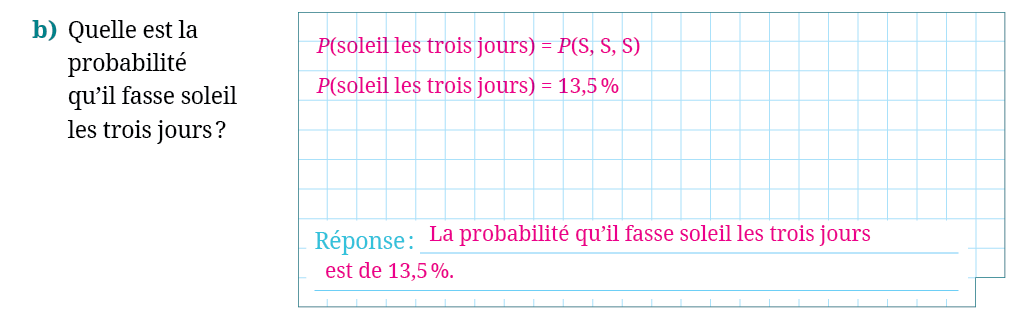 b) Quelle est la
probabilité
qu’il fasse soleil
les trois jours ?
P(soleil les trois jours) = P(S, S, S)
P(soleil les trois jours) = 13,5 %
Réponse : La probabilité qu’il fasse soleil les trois jours
est de 13,5 %.